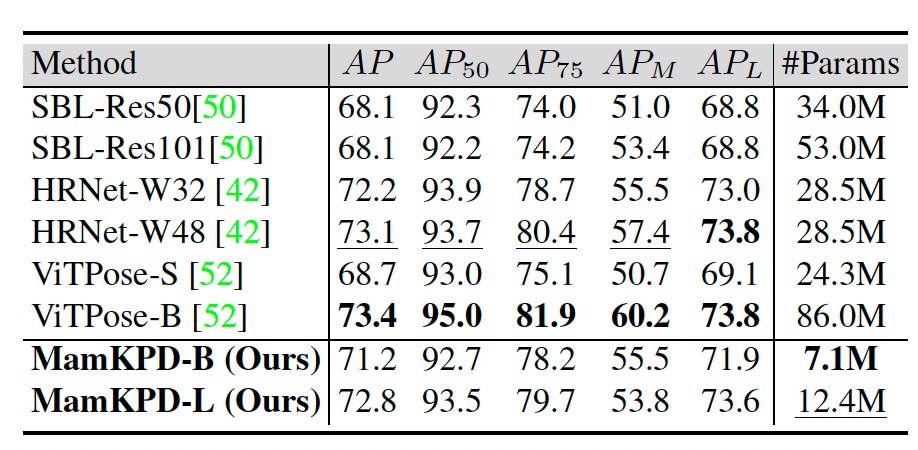 Method AP AP50 AP75 APM APL #Params
SBL-Res50[50] 68.1 92.3 74.0 51.0 68.8 34.0M
SBL-Res101[50] 68.1 92.2 74.2 53.4 68.8 53.0M
HRNet-W32 [42] 72.2 93.9 78.7 55.5 73.0 28.5M
HRNet-W48 [42] 73.1 93.7 80.4 57.4 73.8 28.5M
ViTPose-S [52] 68.7 93.0 75.1 50.7 69.1 24.3M
ViTPose-B [52] 73.4 95.0 81.9 60.2 73.8 86.0M
MamKPD-B (Ours) 71.2 92.7 78.2 55.5 71.9 7.1M
MamKPD-L (Ours) 72.8 93.5 79.7 53.8 73.6 12.4M